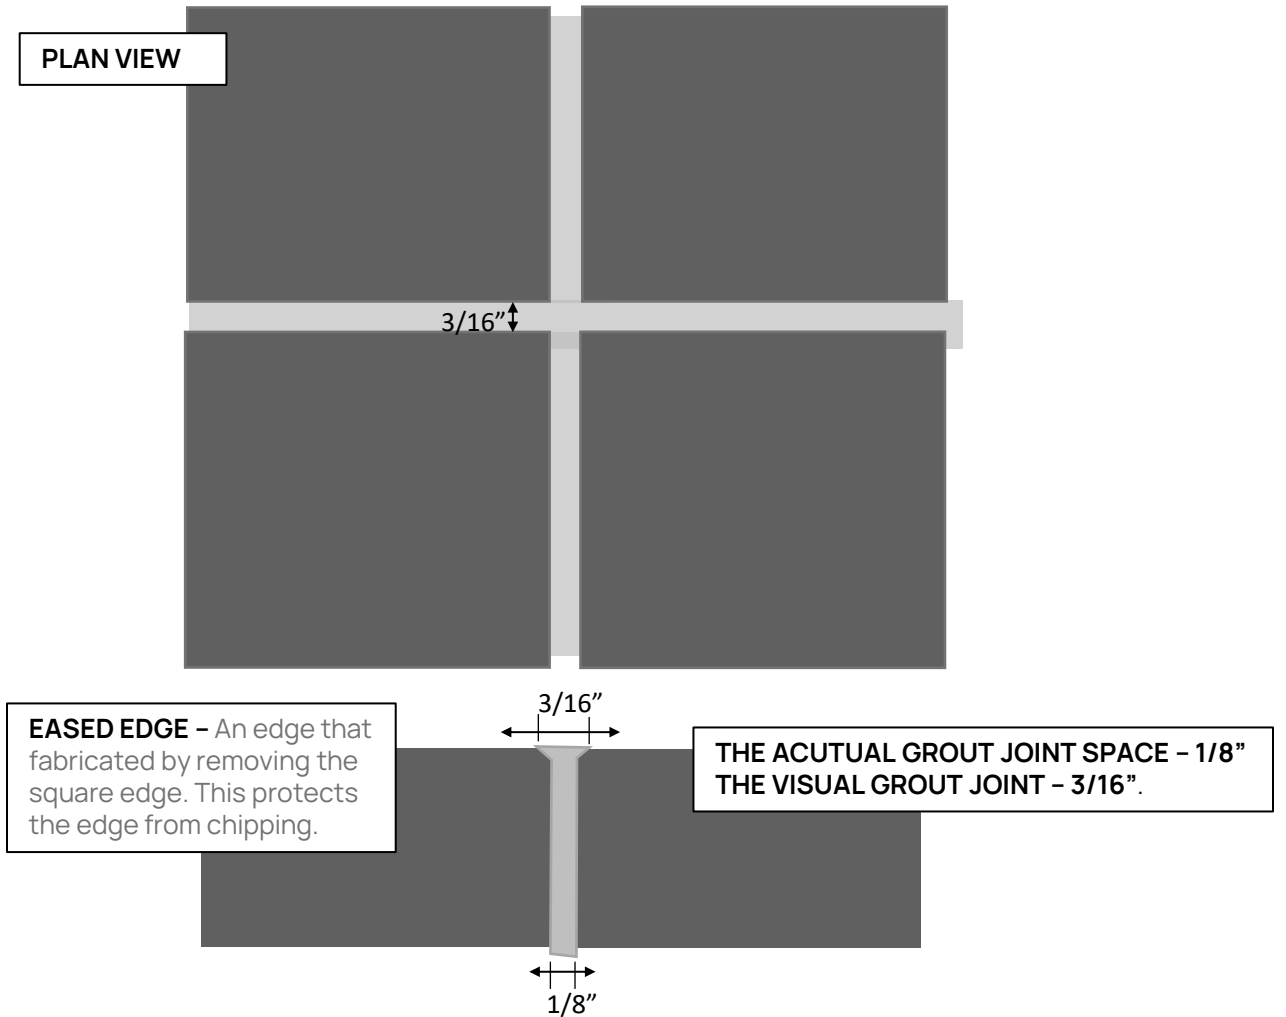 PLAN VIEW
3/16”
3/16”
EASED EDGE – An edge that
fabricated by removing the
square edge. This protects
the edge from chipping.
THE ACUTUAL GROUT JOINT SPACE – 1/8”
THE VISUAL GROUT JOINT – 3/16”.
1/8”